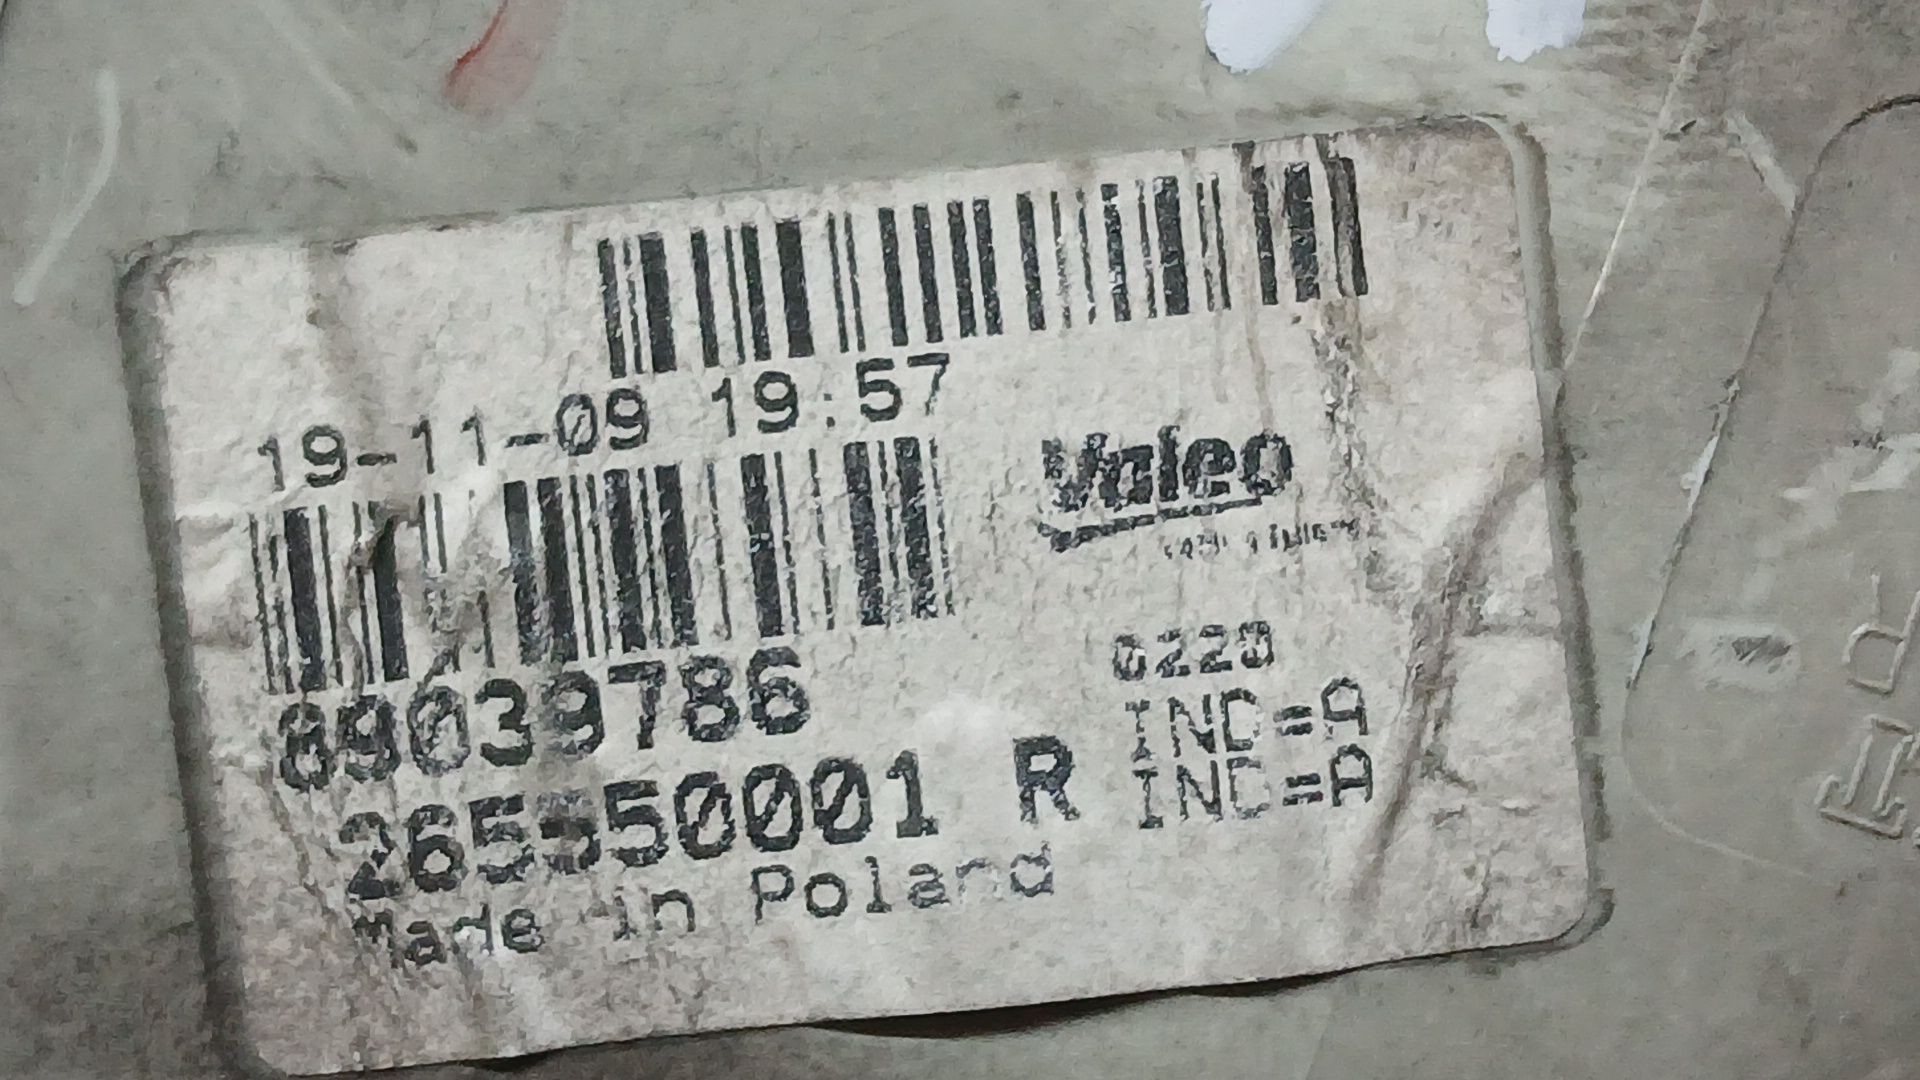 19-11-09 19:57
Valeo
89039786
0220
IND=A
265550001 R
IND=A
Made in Poland